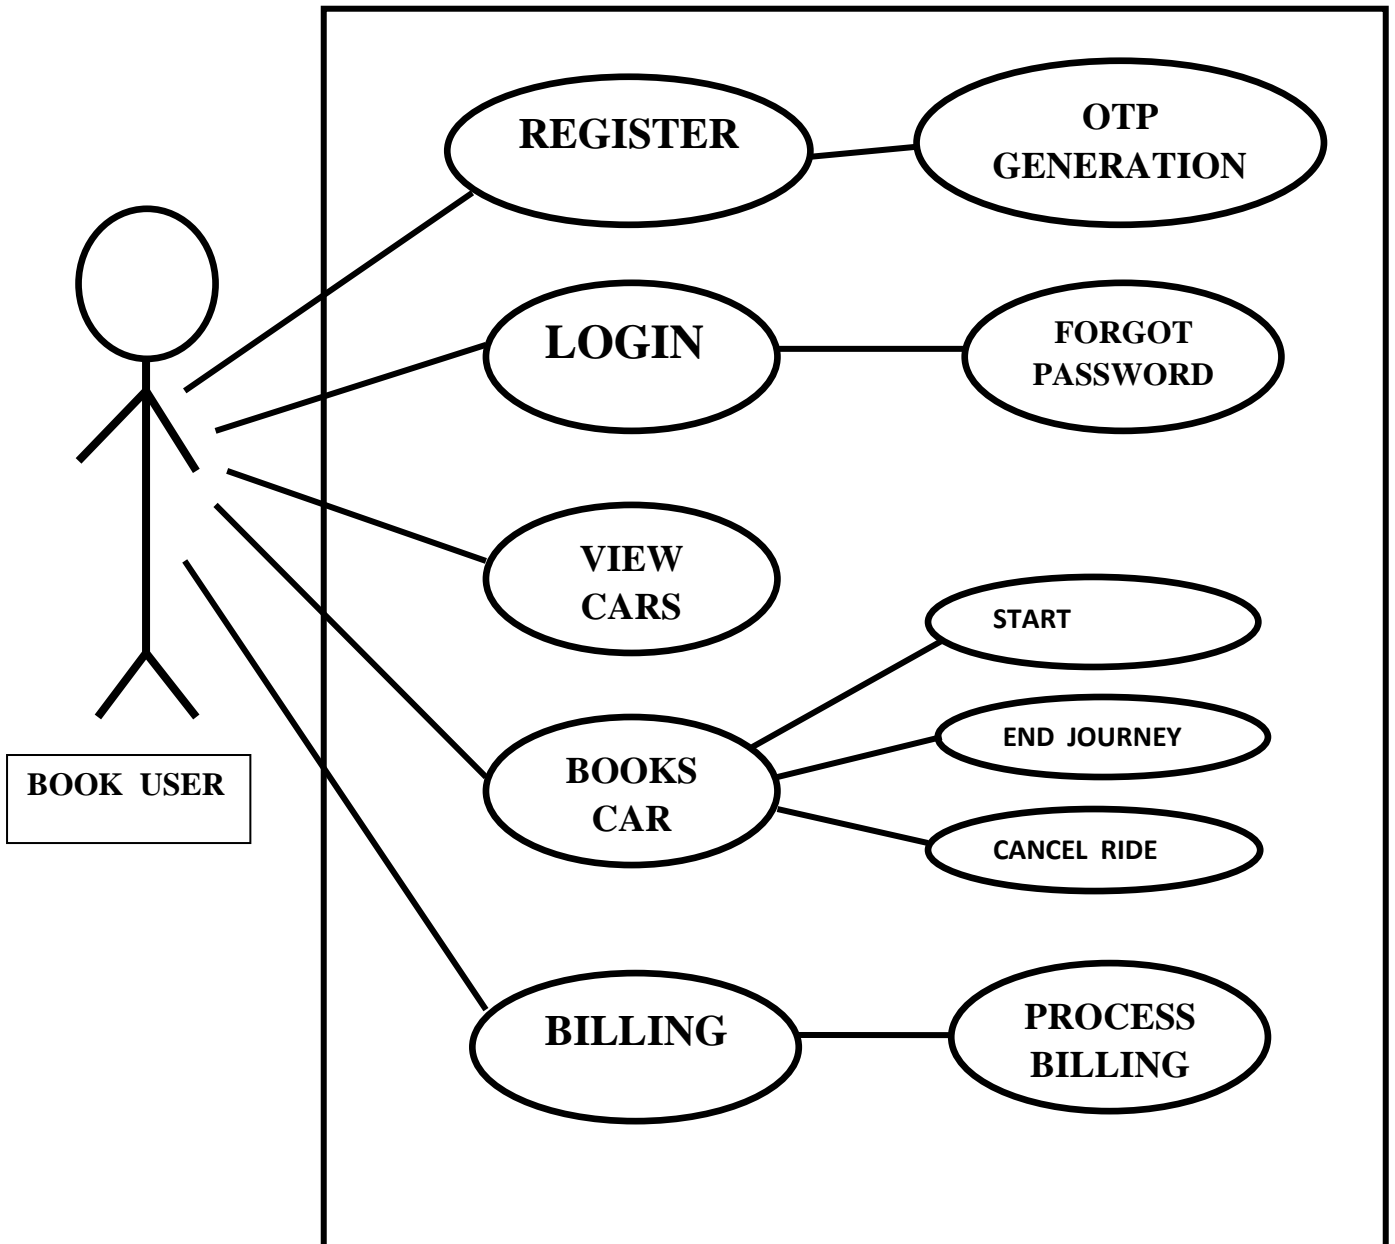 REGISTER
OTP
GENERATION
LOGIN
FORGOT
PASSWORD
VIEW
CARS
START
END JOURNEY
BOOKS
CAR
CANCEL RIDE
BOOK USER
BILLING
PROCESS
BILLING